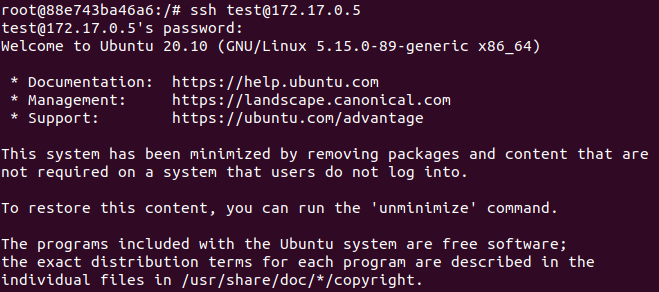 root@88e743ba46a6:/# ssh test@172.17.0.5
test@172.17.0.5's password:
Welcome to Ubuntu 20.10 (GNU/Linux 5.15.0-89-generic x86_64)

 * Documentation:  https://help.ubuntu.com
 * Management:     https://landscape.canonical.com
 * Support:        https://ubuntu.com/advantage

This system has been minimized by removing packages and content that are
not required on a system that users do not log into.

To restore this content, you can run the 'unminimize' command.

The programs included with the Ubuntu system are free software;
the exact distribution terms for each program are described in the
individual files in /usr/share/doc/*/copyright.